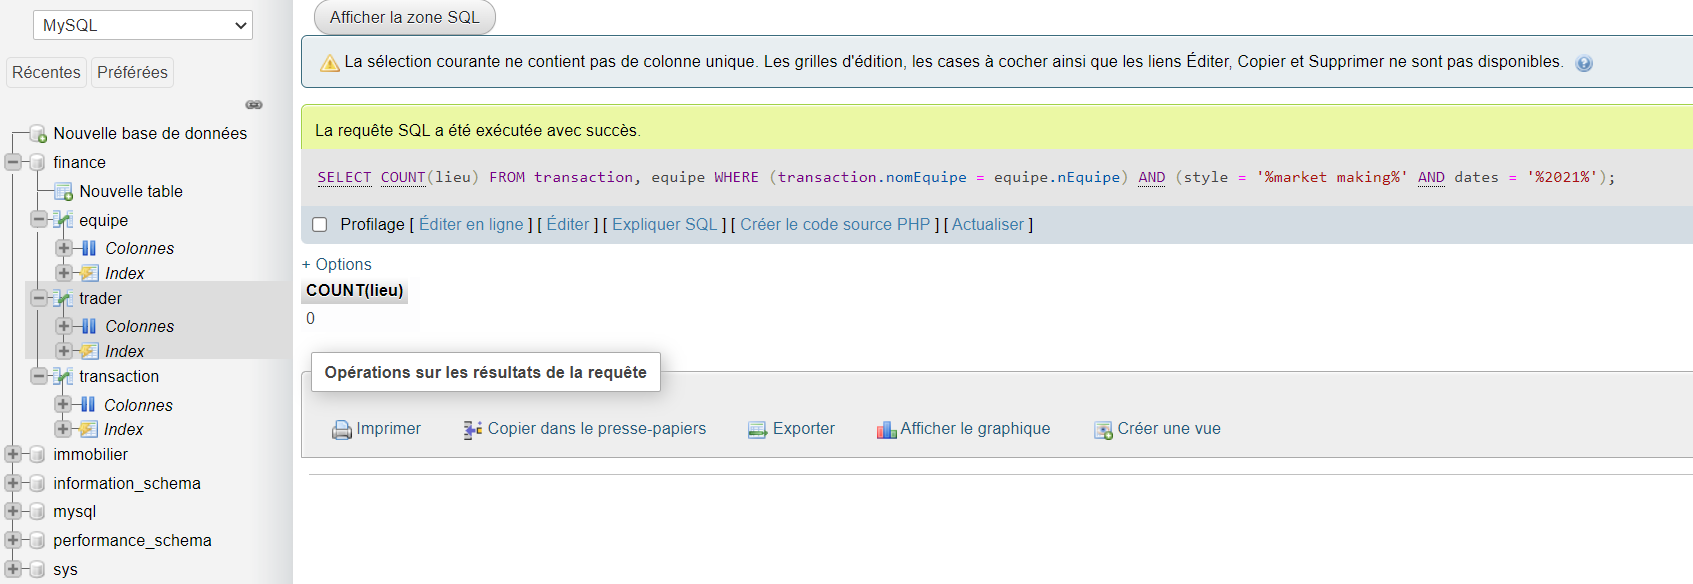 MySQL
Récentes
Préférées
Nouvelle base de données
finance
Nouvelle table
equipe
Colonnes
Index
trader
Colonnes
Index
transaction
Colonnes
Index
immobilier
information_schema
mysql
performance_schema
sys
Afficher la zone SQL
La sélection courante ne contient pas de colonne unique. Les grilles d'édition, les cases à cocher ainsi que les liens Éditer, Copier et Supprimer ne sont pas disponibles.
La requête SQL a été exécutée avec succès.
SELECT COUNT(lieu) FROM transaction, equipe WHERE (transaction.nomEquipe = equipe.nEquipe) AND (style = '%market making%' AND dates = '%2021%');
Profilage [ Éditer en ligne ] [ Éditer ] [ Expliquer SQL ] [ Créer le code source PHP ] [ Actualiser ]
+ Options
COUNT(lieu)
0
Opérations sur les résultats de la requête
Imprimer Copier dans le presse-papiers Exporter Afficher le graphique Créer une vue